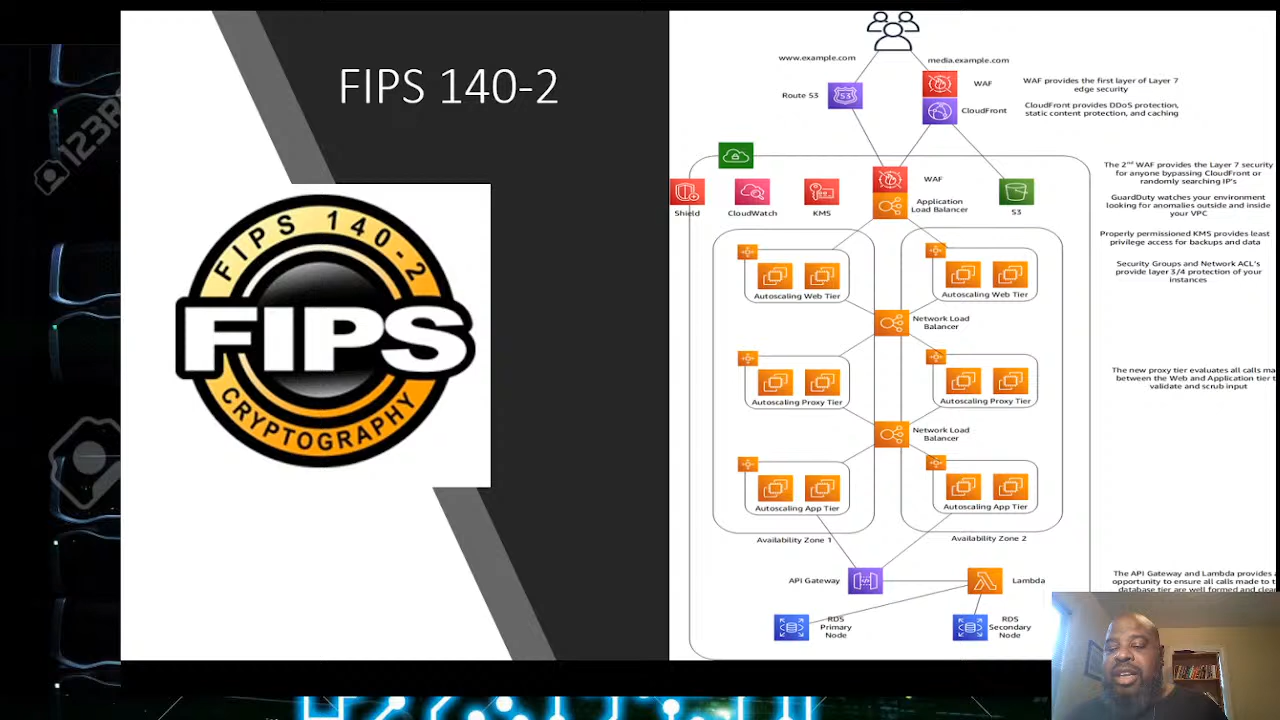 FIPS 140-2
FIPS 140-2
FIPS
CRYPTOGRAPHY
www.example.com
media.example.com
Route 53
53
WAF
CloudFront
WAF provides the first layer of Layer 7
edge security
CloudFront provides DDoS protection,
static content protection, and caching
WAF
Application
Load Balancer
Shield
CloudWatch
KMS
S3
The 2nd WAF provides the Layer 7 security
for anyone bypassing CloudFront or
randomly searching IP's
GuardDuty watches your environment
looking for anomalies outside and inside
your VPC
Properly permissioned KMS provides least
privilege access for backups and data
Security Groups and Network ACL's
provide layer 3/4 protection of your
instances
Autoscaling Web Tier
Autoscaling Web Tier
Network Load
Balancer
Autoscaling Proxy Tier
Autoscaling Proxy Tier
The new proxy tier evaluates all calls ma
between the Web and Application tier t
validate and scrub input
Network Load
Balancer
Autoscaling App Tier
Autoscaling App Tier
Availability Zone 1
Availability Zone 2
API Gateway
Lambda
The API Gateway and Lambda provides a
opportunity to ensure all calls made to t
database tier are well formed and clea
RDS
Primary
Node
RDS
Secondary
Node
123R